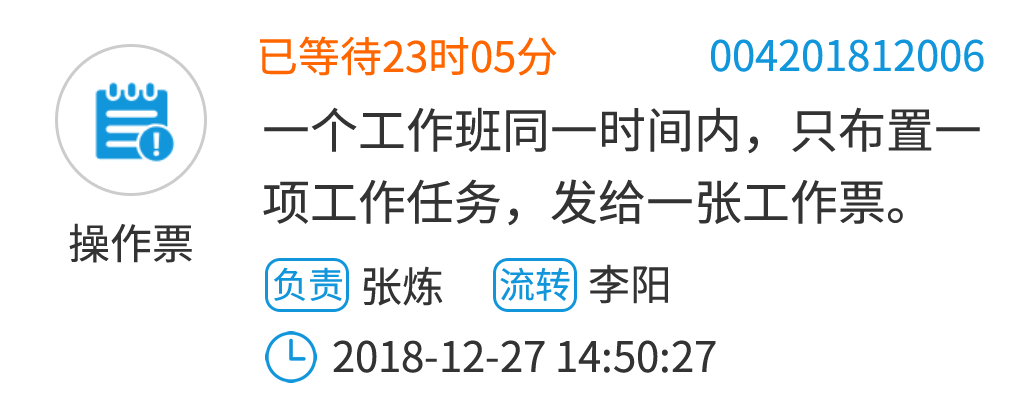 已等待23时05分 004201812006
一个工作班同一时间内，只布置一
项工作任务，发给一张工作票。
操作票
负责 张炼 流转 李阳
2018-12-27 14:50:27